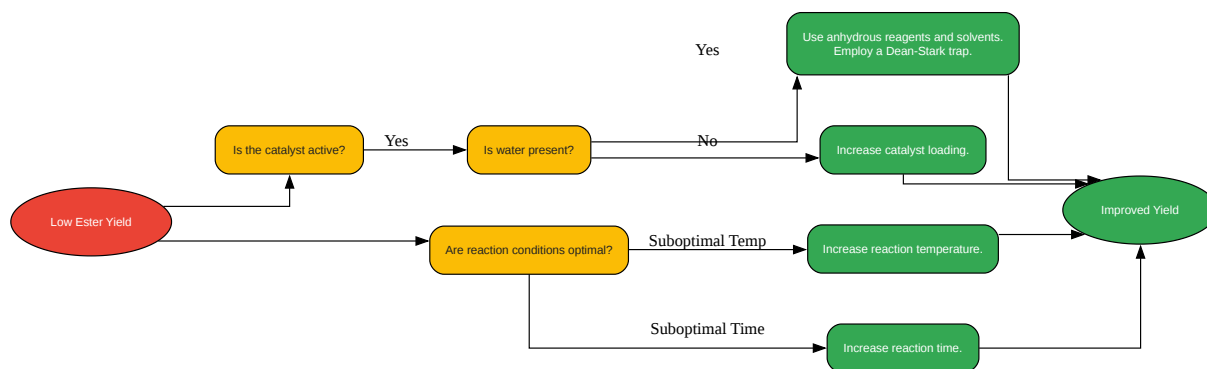 Use anhydrous reagents and solvents.
Employ a Dean-Stark trap.
Yes
Is the catalyst active?
Yes
Is water present?
No
Increase catalyst loading.
Low Ester Yield
Improved Yield
Are reaction conditions optimal?
Suboptimal Temp
Increase reaction temperature.
Suboptimal Time
Increase reaction time.